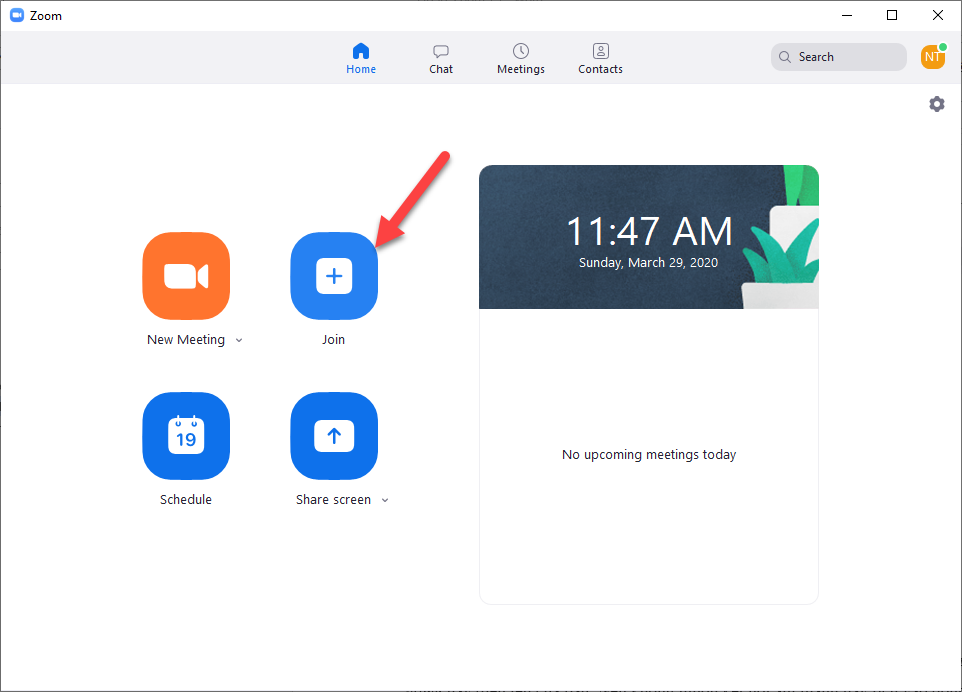 Zoom
Home
Chat
Meetings
Contacts
Search
NT
11:47 AM
Sunday, March 29, 2020
New Meeting
Join
19
Schedule
Share screen
No upcoming meetings today